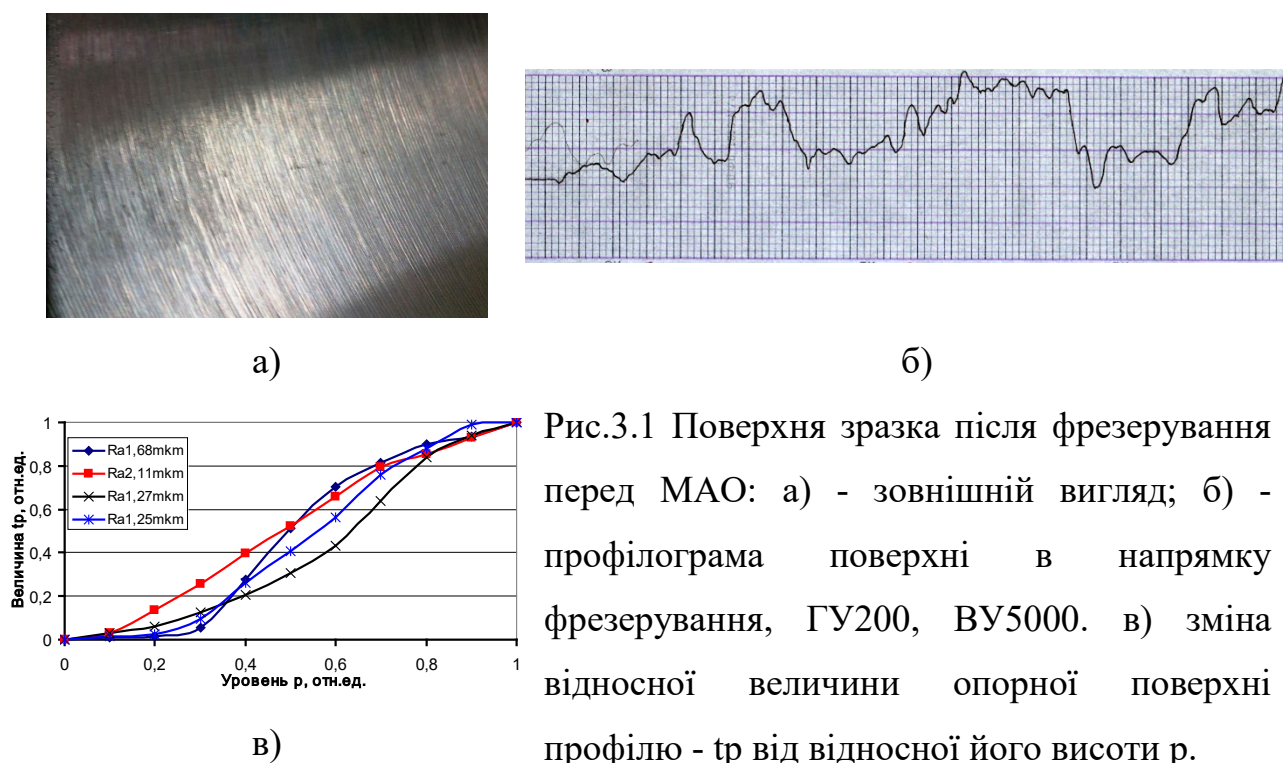 а)
б)
1
0,8
0,6
0,4
0,2
0
Величина tp, отн.ед.
Ra1,68mkm
Ra2,11mkm
Ra1,27mkm
Ra1,25mkm
0 0,2 0,4 0,6 0,8 1
Уровень р, отн.ед.
в)
Рис.3.1 Поверхня зразка після фрезерування
перед МАО: а) - зовнішній вигляд; б) -
профілограма поверхні в напрямку
фрезерування, ГУ200, ВУ5000. в) зміна
відносної величини опорної поверхні
профілю - tp від відносної його висоти р.